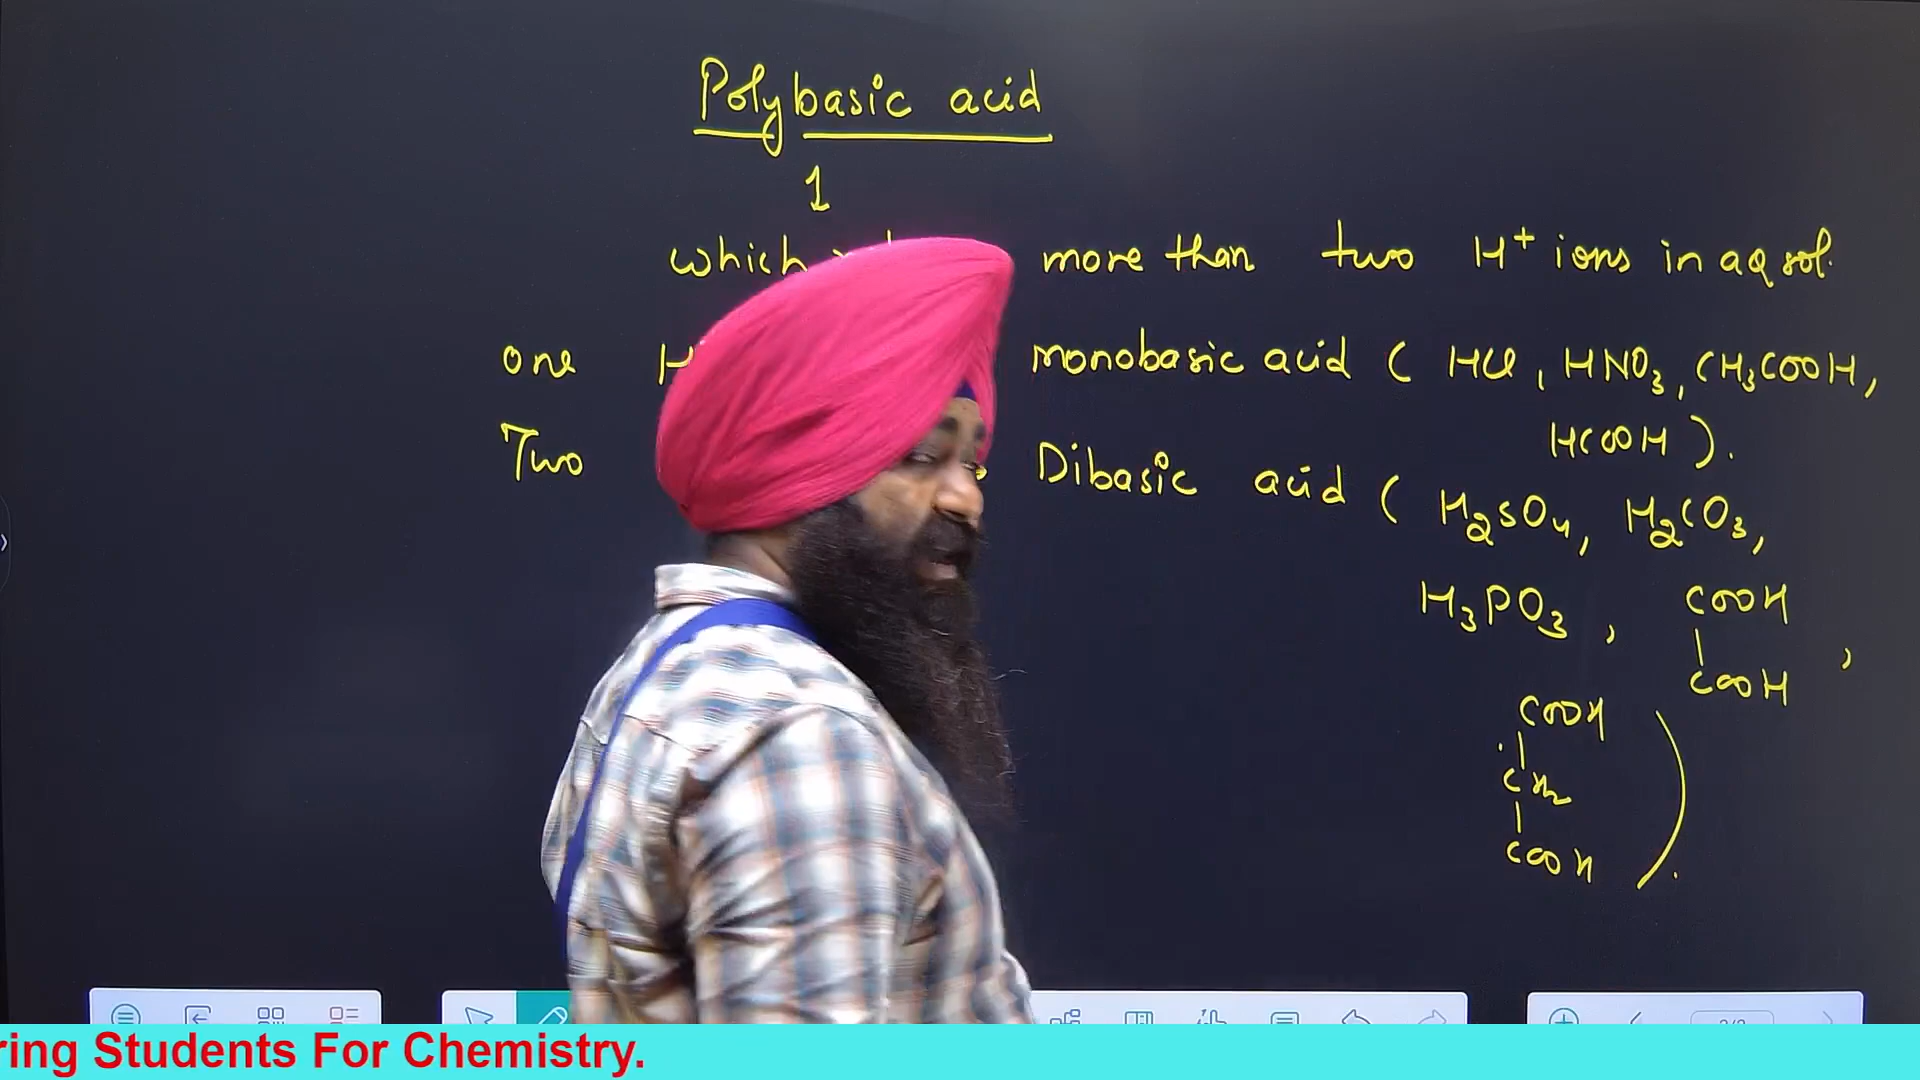 Polybasic acid
1
which more than two H⁺ ions in aq sol.
one H monobasic acid ( HCl, HNO₃, CH₃COOH,
HCOOH ).
Two Dibasic acid ( H₂SO₄, H₂CO₃,
H₃PO₃, COOH
|
COOH ,
COOH
|
CH₂
|
COOH ) .
ring Students For Chemistry.